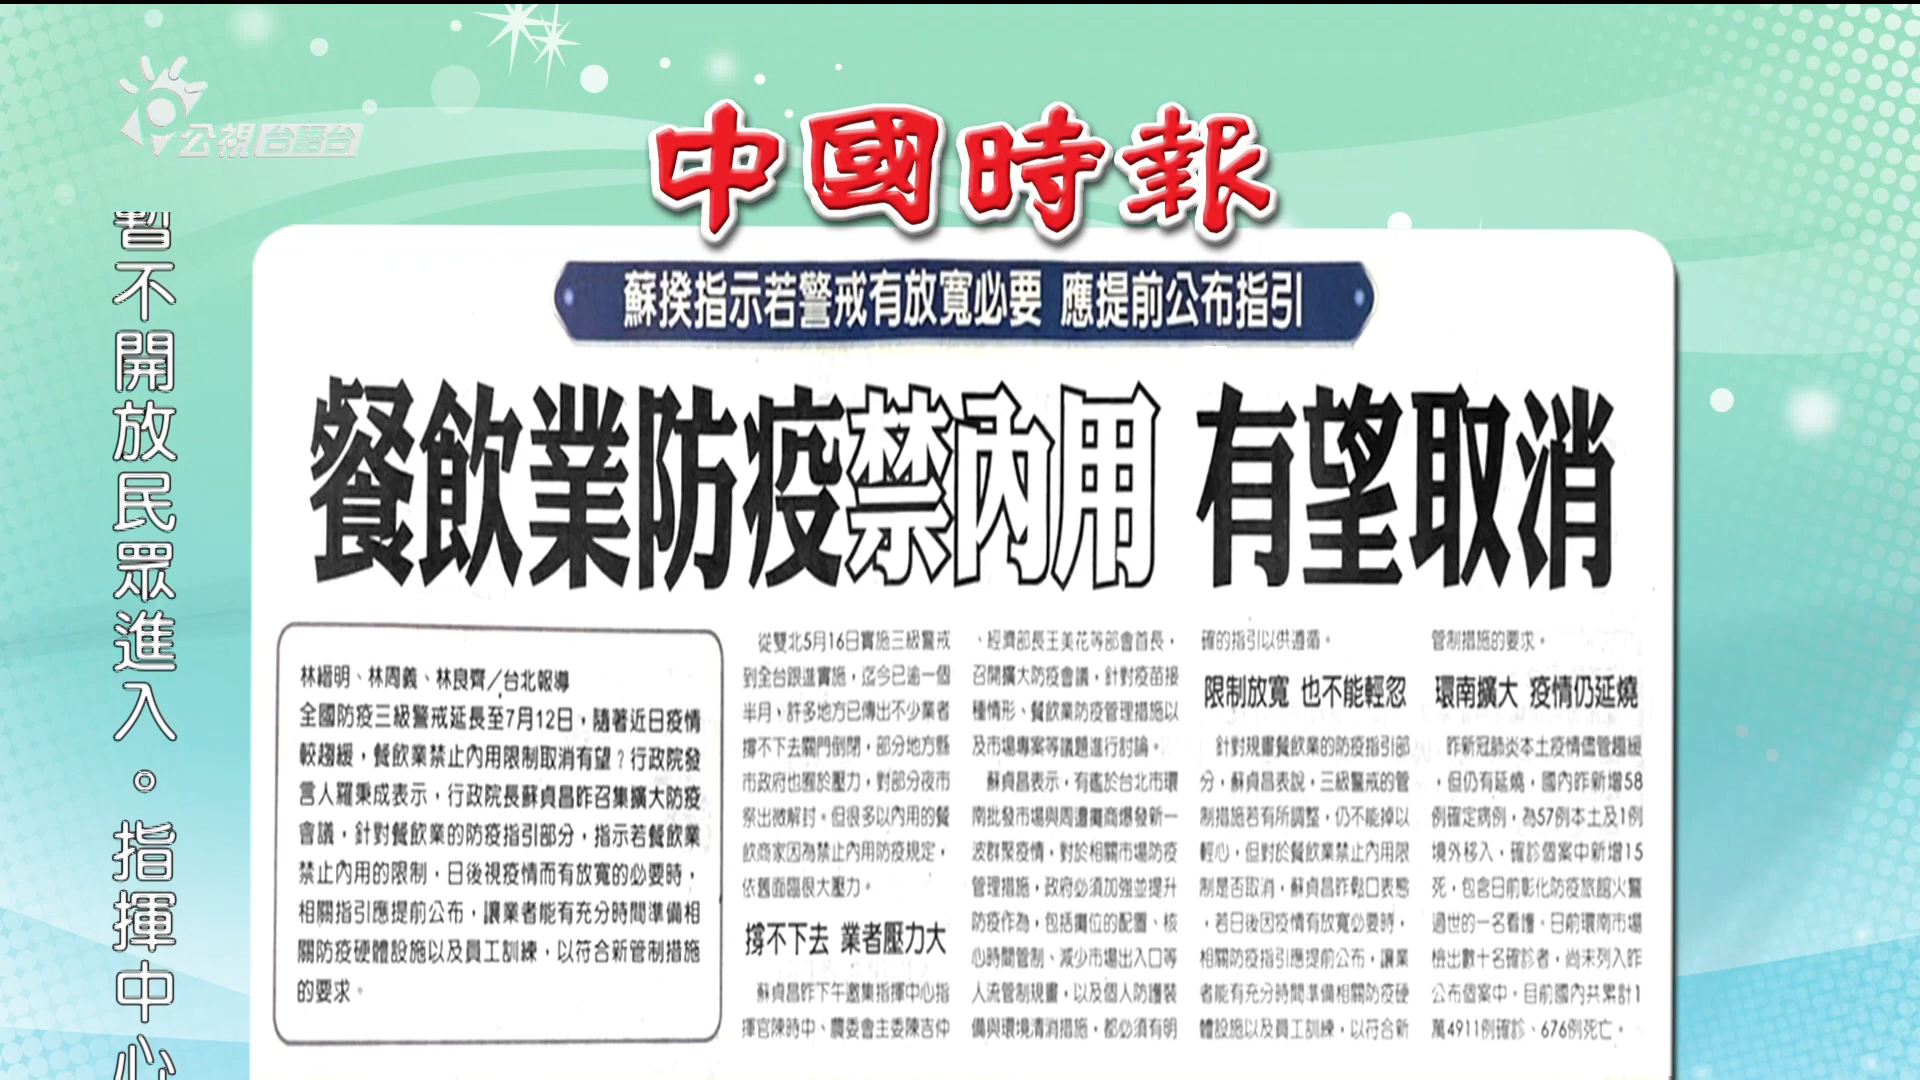 公視台語台
中國時報
暫不開放民眾進入。指揮中心
蘇揆指示若警戒有放寬必要 應提前公布指引
餐飲業防疫禁內用 有望取消
林縉明、林周義、林良齊／台北報導
全國防疫三級警戒延長至7月12日，隨著近日疫情
較趨緩，餐飲業禁止內用限制取消有望？行政院發
言人羅秉成表示，行政院長蘇貞昌昨召集擴大防疫
會議，針對餐飲業的防疫指引部分，指示若餐飲業
禁止內用的限制，日後視疫情而有放寬的必要時，
相關指引應提前公布，讓業者能有充分時間準備相
關防疫硬體設施以及員工訓練，以符合新管制措施
的要求。
從雙北5月16日實施三級警戒
到全台跟進實施，迄今已逾一個
半月，許多地方已傳出不少業者
撐不下去關門倒閉，部分地方縣
市政府也囿於壓力，對部分夜市
祭出微解封。但很多以內用的餐
飲商家因為禁止內用防疫規定，
依舊面臨很大壓力。
撐不下去 業者壓力大
蘇貞昌昨下午邀集指揮中心指
揮官陳時中、農委會主委陳吉仲
、經濟部長王美花等部會首長，
召開擴大防疫會議，針對疫苗接
種情形、餐飲業防疫管理措施以
及市場專案等議題進行討論。
蘇貞昌表示，有鑑於台北市環
南批發市場與周遭攤商爆發新一
波群聚疫情，對於相關市場防疫
管理措施，政府必須加強並提升
防疫作為，包括攤位的配置、核
心時間管制、減少市場出入口等
人流管制規畫，以及個人防護裝
備與環境清消措施，都必須有明
確的指引以供遵循。
限制放寬 也不能輕忽
針對規畫餐飲業的防疫指引部
分，蘇貞昌表說，三級警戒的管
制措施若有所調整，仍不能掉以
輕心，但對於餐飲業禁止內用限
制是否取消，蘇貞昌昨鬆口表態
，若日後因疫情有放寬必要時，
相關防疫指引應提前公布，讓業
者能有充分時間準備相關防疫硬
體設施以及員工訓練，以符合新
管制措施的要求。
環南擴大 疫情仍延燒
昨新冠肺炎本土疫情儘管趨緩
，但仍有延燒，國內昨新增58
例確定病例，為57例本土及1例
境外移入，確診個案中新增15
死，包含日前彰化防疫旅館火警
過世的一名看護。日前環南市場
檢出數十名確診者，尚未列入昨
公布個案中。目前國內共累計1
萬4911例確診、676例死亡。